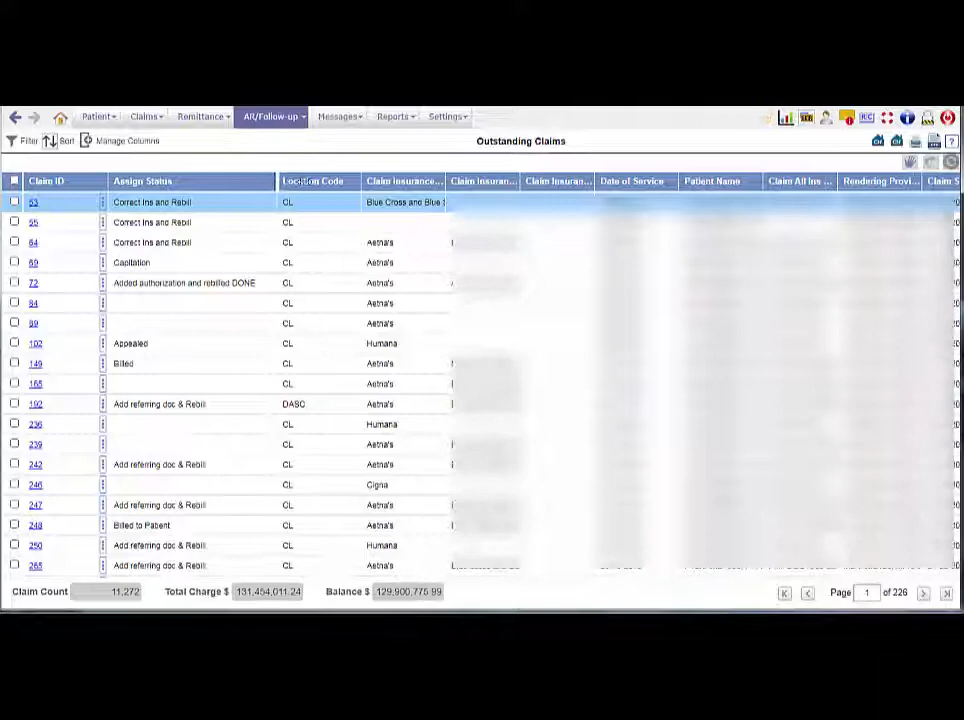 Patient Claims Remittance AR/Follow-up Messages Reports Settings
Filter Sort Manage Columns Outstanding Claims
Claim ID Assign Status Location Code Claim Insurance... Claim Insuran... Claim Insuran... Date of Service Patient Name Claim All Ins ... Rendering Provi... Claim S
53 Correct Ins and Rebill CL Blue Cross and Blue
55 Correct Ins and Rebill CL
64 Correct Ins and Rebill CL Aetna's
69 Capitation CL Aetna's
72 Added authorization and rebilled DONE CL Aetna's
84 CL Aetna's
89 CL Aetna's
102 Appealed CL Humana
149 Billed CL Aetna's
165 CL Aetna's
192 Add referring doc & Rebill DASC Aetna's
236 CL Humana
239 CL Aetna's
242 Add referring doc & Rebill CL Aetna's
246 CL Cigna
247 Add referring doc & Rebill CL Aetna's
248 Billed to Patient CL Aetna's
250 Add referring doc & Rebill CL Humana
265 Add referring doc & Rebill CL Aetna's
Claim Count 11,272 Total Charge $ 131,454,011.24 Balance $ 129,900,775.99 Page 1 of 226